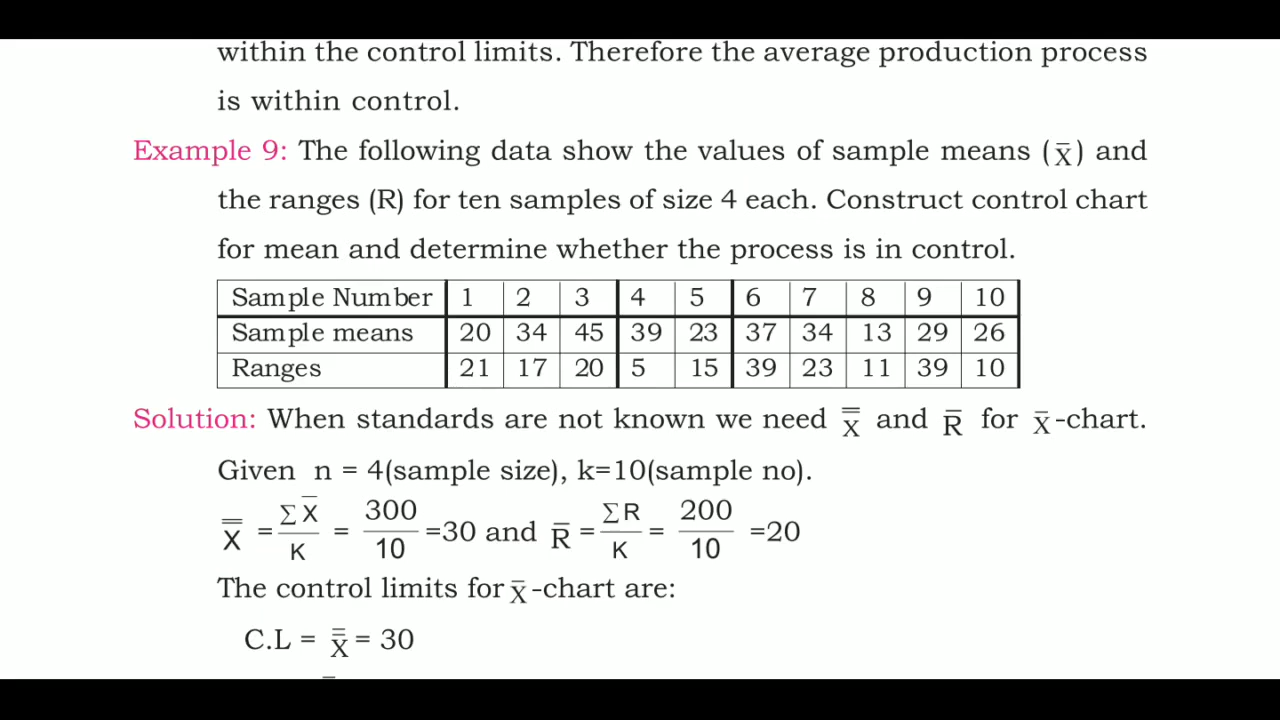 within the control limits. Therefore the average production process
is within control.
Example 9: The following data show the values of sample means (X̄) and
the ranges (R) for ten samples of size 4 each. Construct control chart
for mean and determine whether the process is in control.
Sample Number 1 2 3 4 5 6 7 8 9 10
Sample means 20 34 45 39 23 37 34 13 29 26
Ranges 21 17 20 5 15 39 23 11 39 10
Solution: When standards are not known we need X̿ and R̄ for X̄-chart.
Given n = 4(sample size), k=10(sample no).
X̿ = ΣX̄/K = 300/10 =30 and R̄ = ΣR/K = 200/10 =20
The control limits for X̄-chart are:
C.L = X̿ = 30